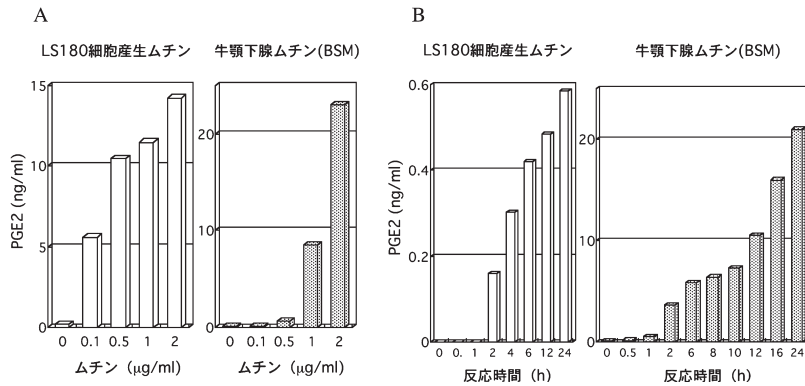 A
LS180細胞産生ムチン
牛顎下腺ムチン(BSM)
PGE2 (ng/ml)
15
10
5
0
0 0.1 0.5 1 2
20
10
0
0 0.1 0.5 1 2
ムチン (μg/ml)
ムチン (μg/ml)
B
LS180細胞産生ムチン
牛顎下腺ムチン(BSM)
PGE2 (ng/ml)
0.6
0.4
0.2
0
0 0. 1 2 4 6 12 24
20
10
0
0 0.5 1 2 6 8 10 12 16 24
反応時間 (h)
反応時間 (h)